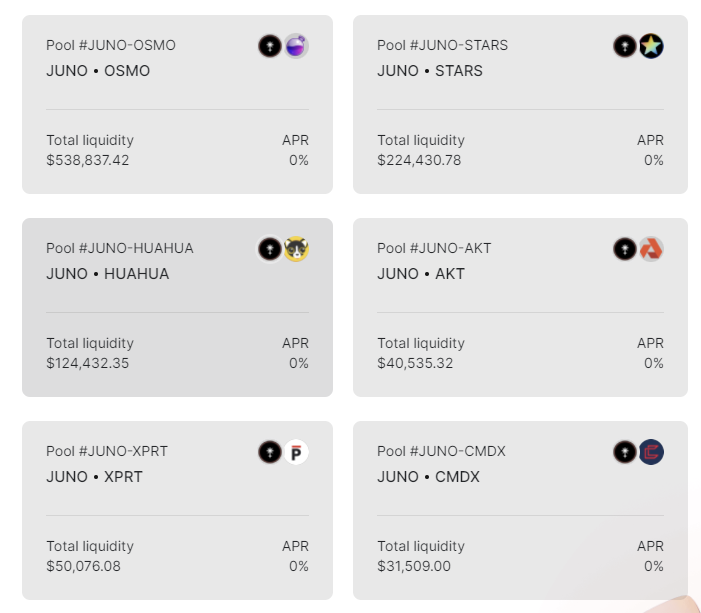 Pool #JUNO-OSMO
JUNO • OSMO
Total liquidity APR
$538,837.42 0%
Pool #JUNO-STARS
JUNO • STARS
Total liquidity APR
$224,430.78 0%
Pool #JUNO-HUAHUA
JUNO • HUAHUA
Total liquidity APR
$124,432.35 0%
Pool #JUNO-AKT
JUNO • AKT
Total liquidity APR
$40,535.32 0%
Pool #JUNO-XPRT
JUNO • XPRT
Total liquidity APR
$50,076.08 0%
Pool #JUNO-CMDX
JUNO • CMDX
Total liquidity APR
$31,509.00 0%